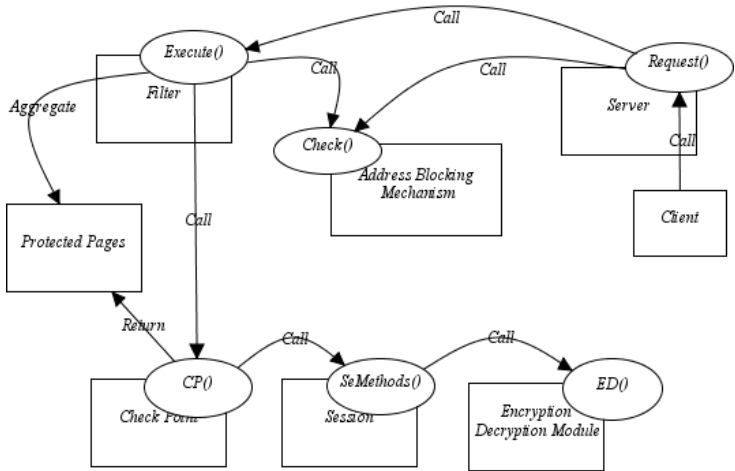 Call
Execute()
Request()
Call
Call
Filter
Aggregate
Server
Check()
Call
Address Blocking
Mechanism
Client
Call
Protected Pages
Return
Call
Call
CP()
SeMethods()
ED()
Check Point
Session
Encryption
Decryption Module